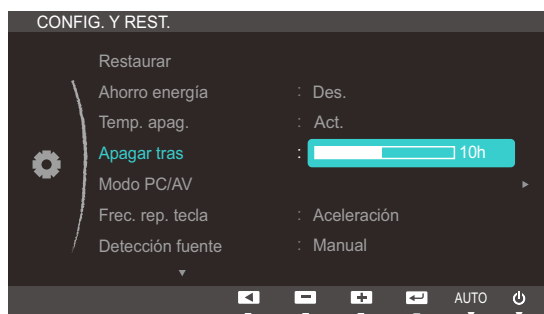 CONFIG. Y REST.
Restaurar
Ahorro energía : Des.
Temp. apag. : Act.
Apagar tras : 10h
Modo PC/AV
Frec. rep. tecla : Aceleración
Detección fuente : Manual
AUTO